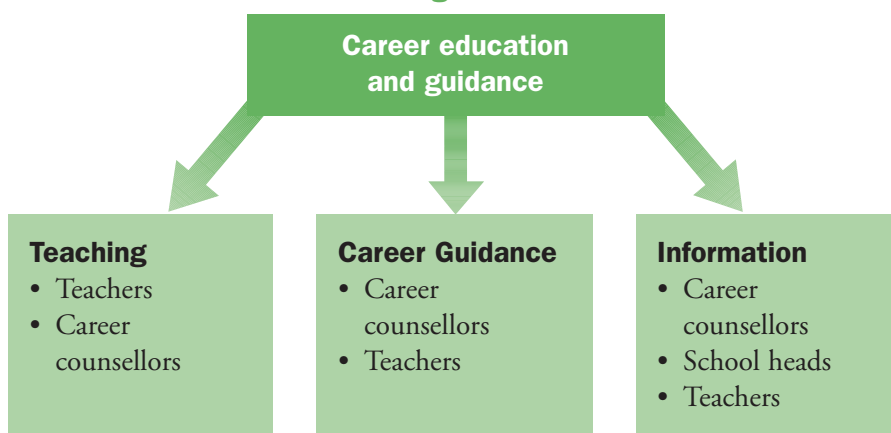 Career education
and guidance
Teaching
• Teachers
• Career
counsellors
Career Guidance
• Career
counsellors
• Teachers
Information
• Career
counsellors
• School heads
• Teachers